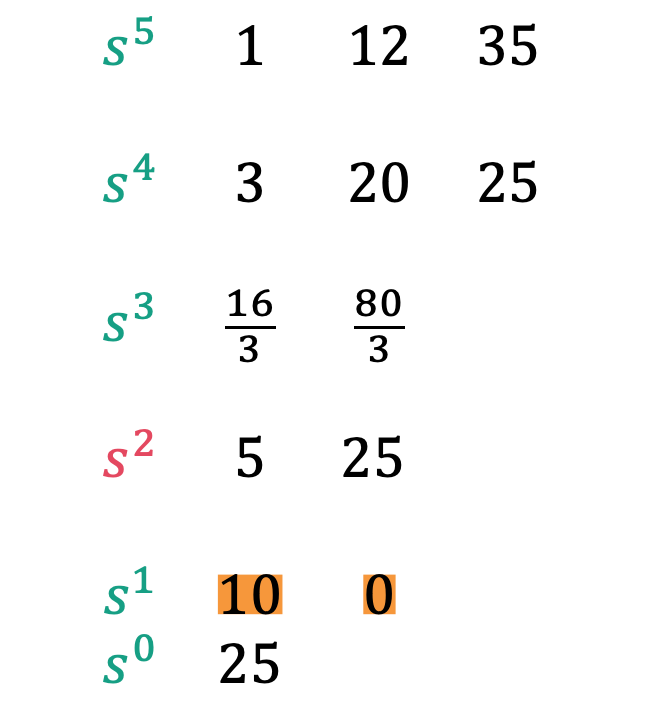 s⁵ 1 12 35
s⁴ 3 20 25
s³ 16/3 80/3
s² 5 25
s¹ 10 0
s⁰ 25